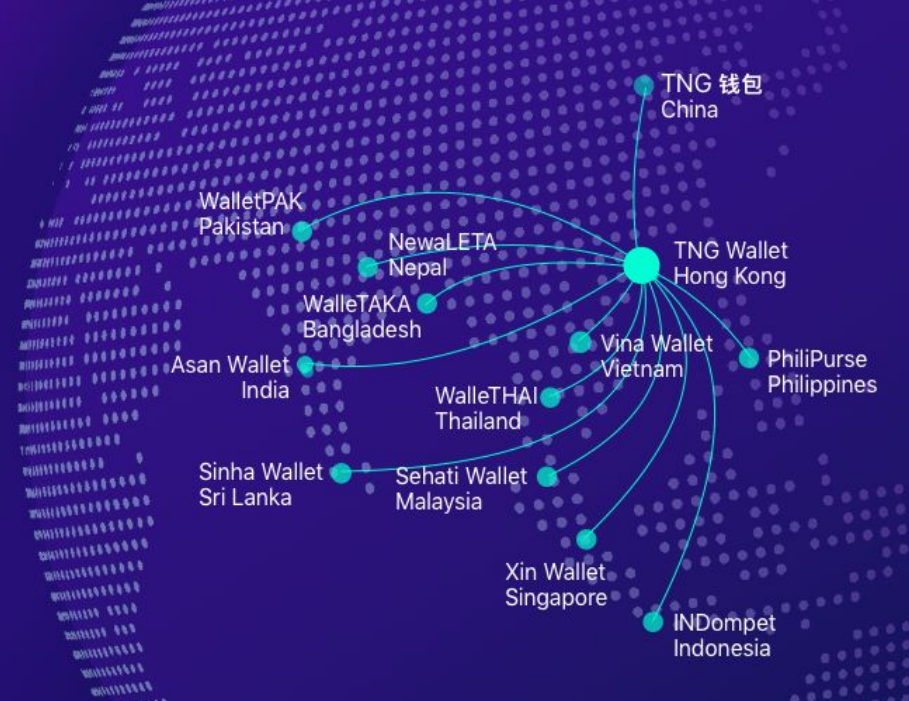 TNG 钱包
China
WalletPAK
Pakistan
NewaLETA
Nepal
TNG Wallet
Hong Kong
WalleTAKA
Bangladesh
Vina Wallet
Vietnam
PhiliPurse
Philippines
Asan Wallet
India
WalleTHAI
Thailand
Sinha Wallet
Sri Lanka
Sehati Wallet
Malaysia
Xin Wallet
Singapore
INDompet
Indonesia